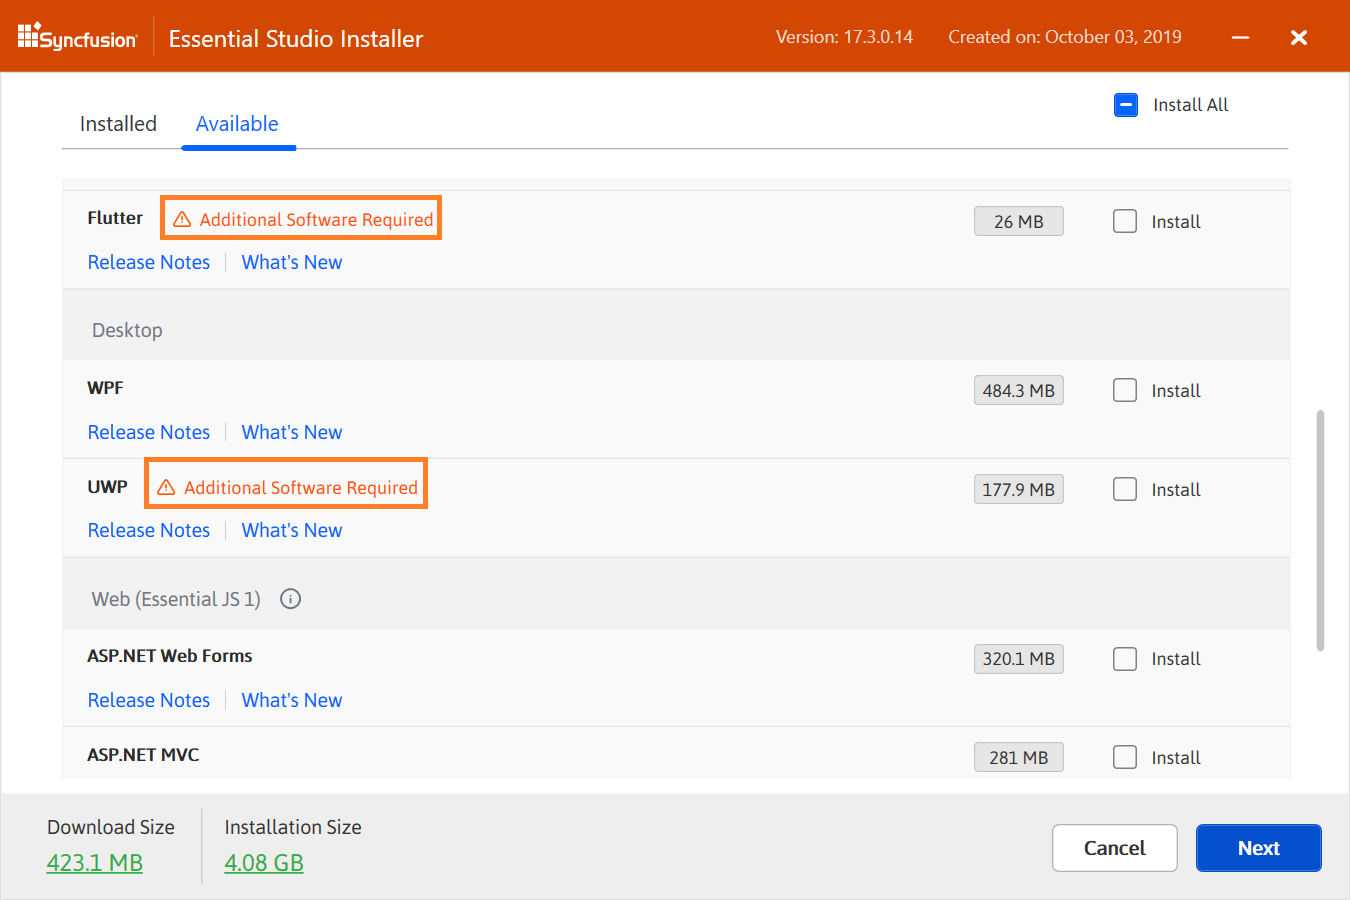 Syncfusion Essential Studio Installer Version: 17.3.0.14 Created on: October 03, 2019
Install All
Installed Available
Flutter Additional Software Required 26 MB Install
Release Notes What's New
Desktop
WPF 484.3 MB Install
Release Notes What's New
UWP Additional Software Required 177.9 MB Install
Release Notes What's New
Web (Essential JS 1)
ASP.NET Web Forms 320.1 MB Install
Release Notes What's New
ASP.NET MVC 281 MB Install
Download Size Installation Size
423.1 MB 4.08 GB
Cancel Next